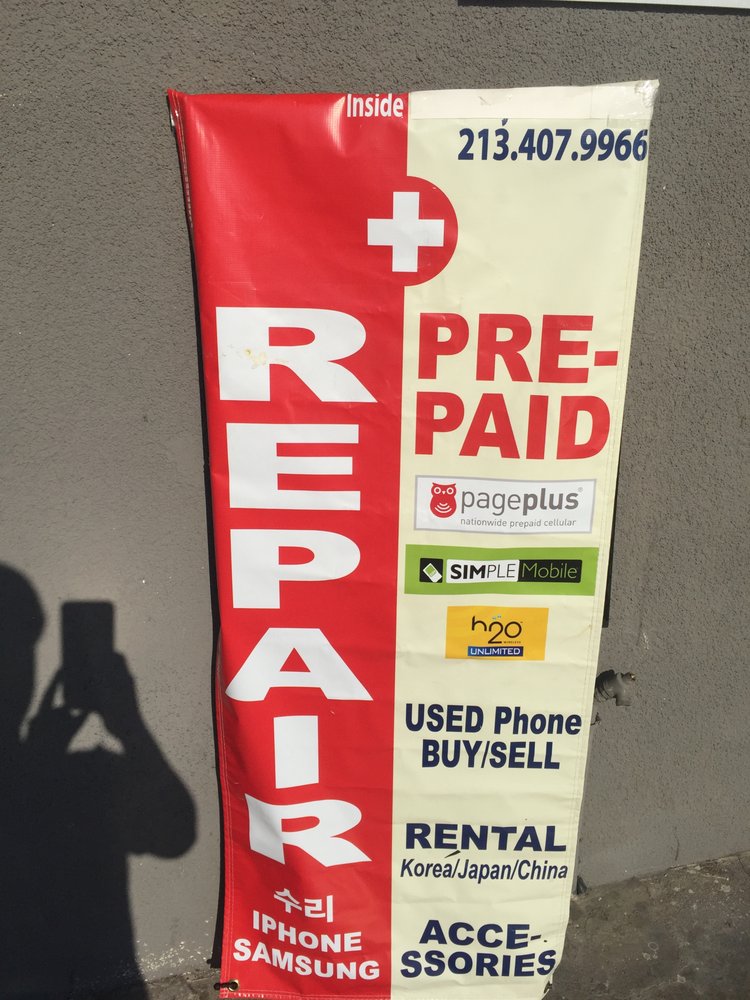 Inside
213.407.9966
REPAIR
수리
IPHONE
SAMSUNG
PRE-
PAID
pageplus®
nationwide prepaid cellular
SIMPLE Mobile
h2o
WIRELESS
UNLIMITED
USED Phone
BUY/SELL
RENTAL
Korea/Japan/China
ACCE-
SSORIES